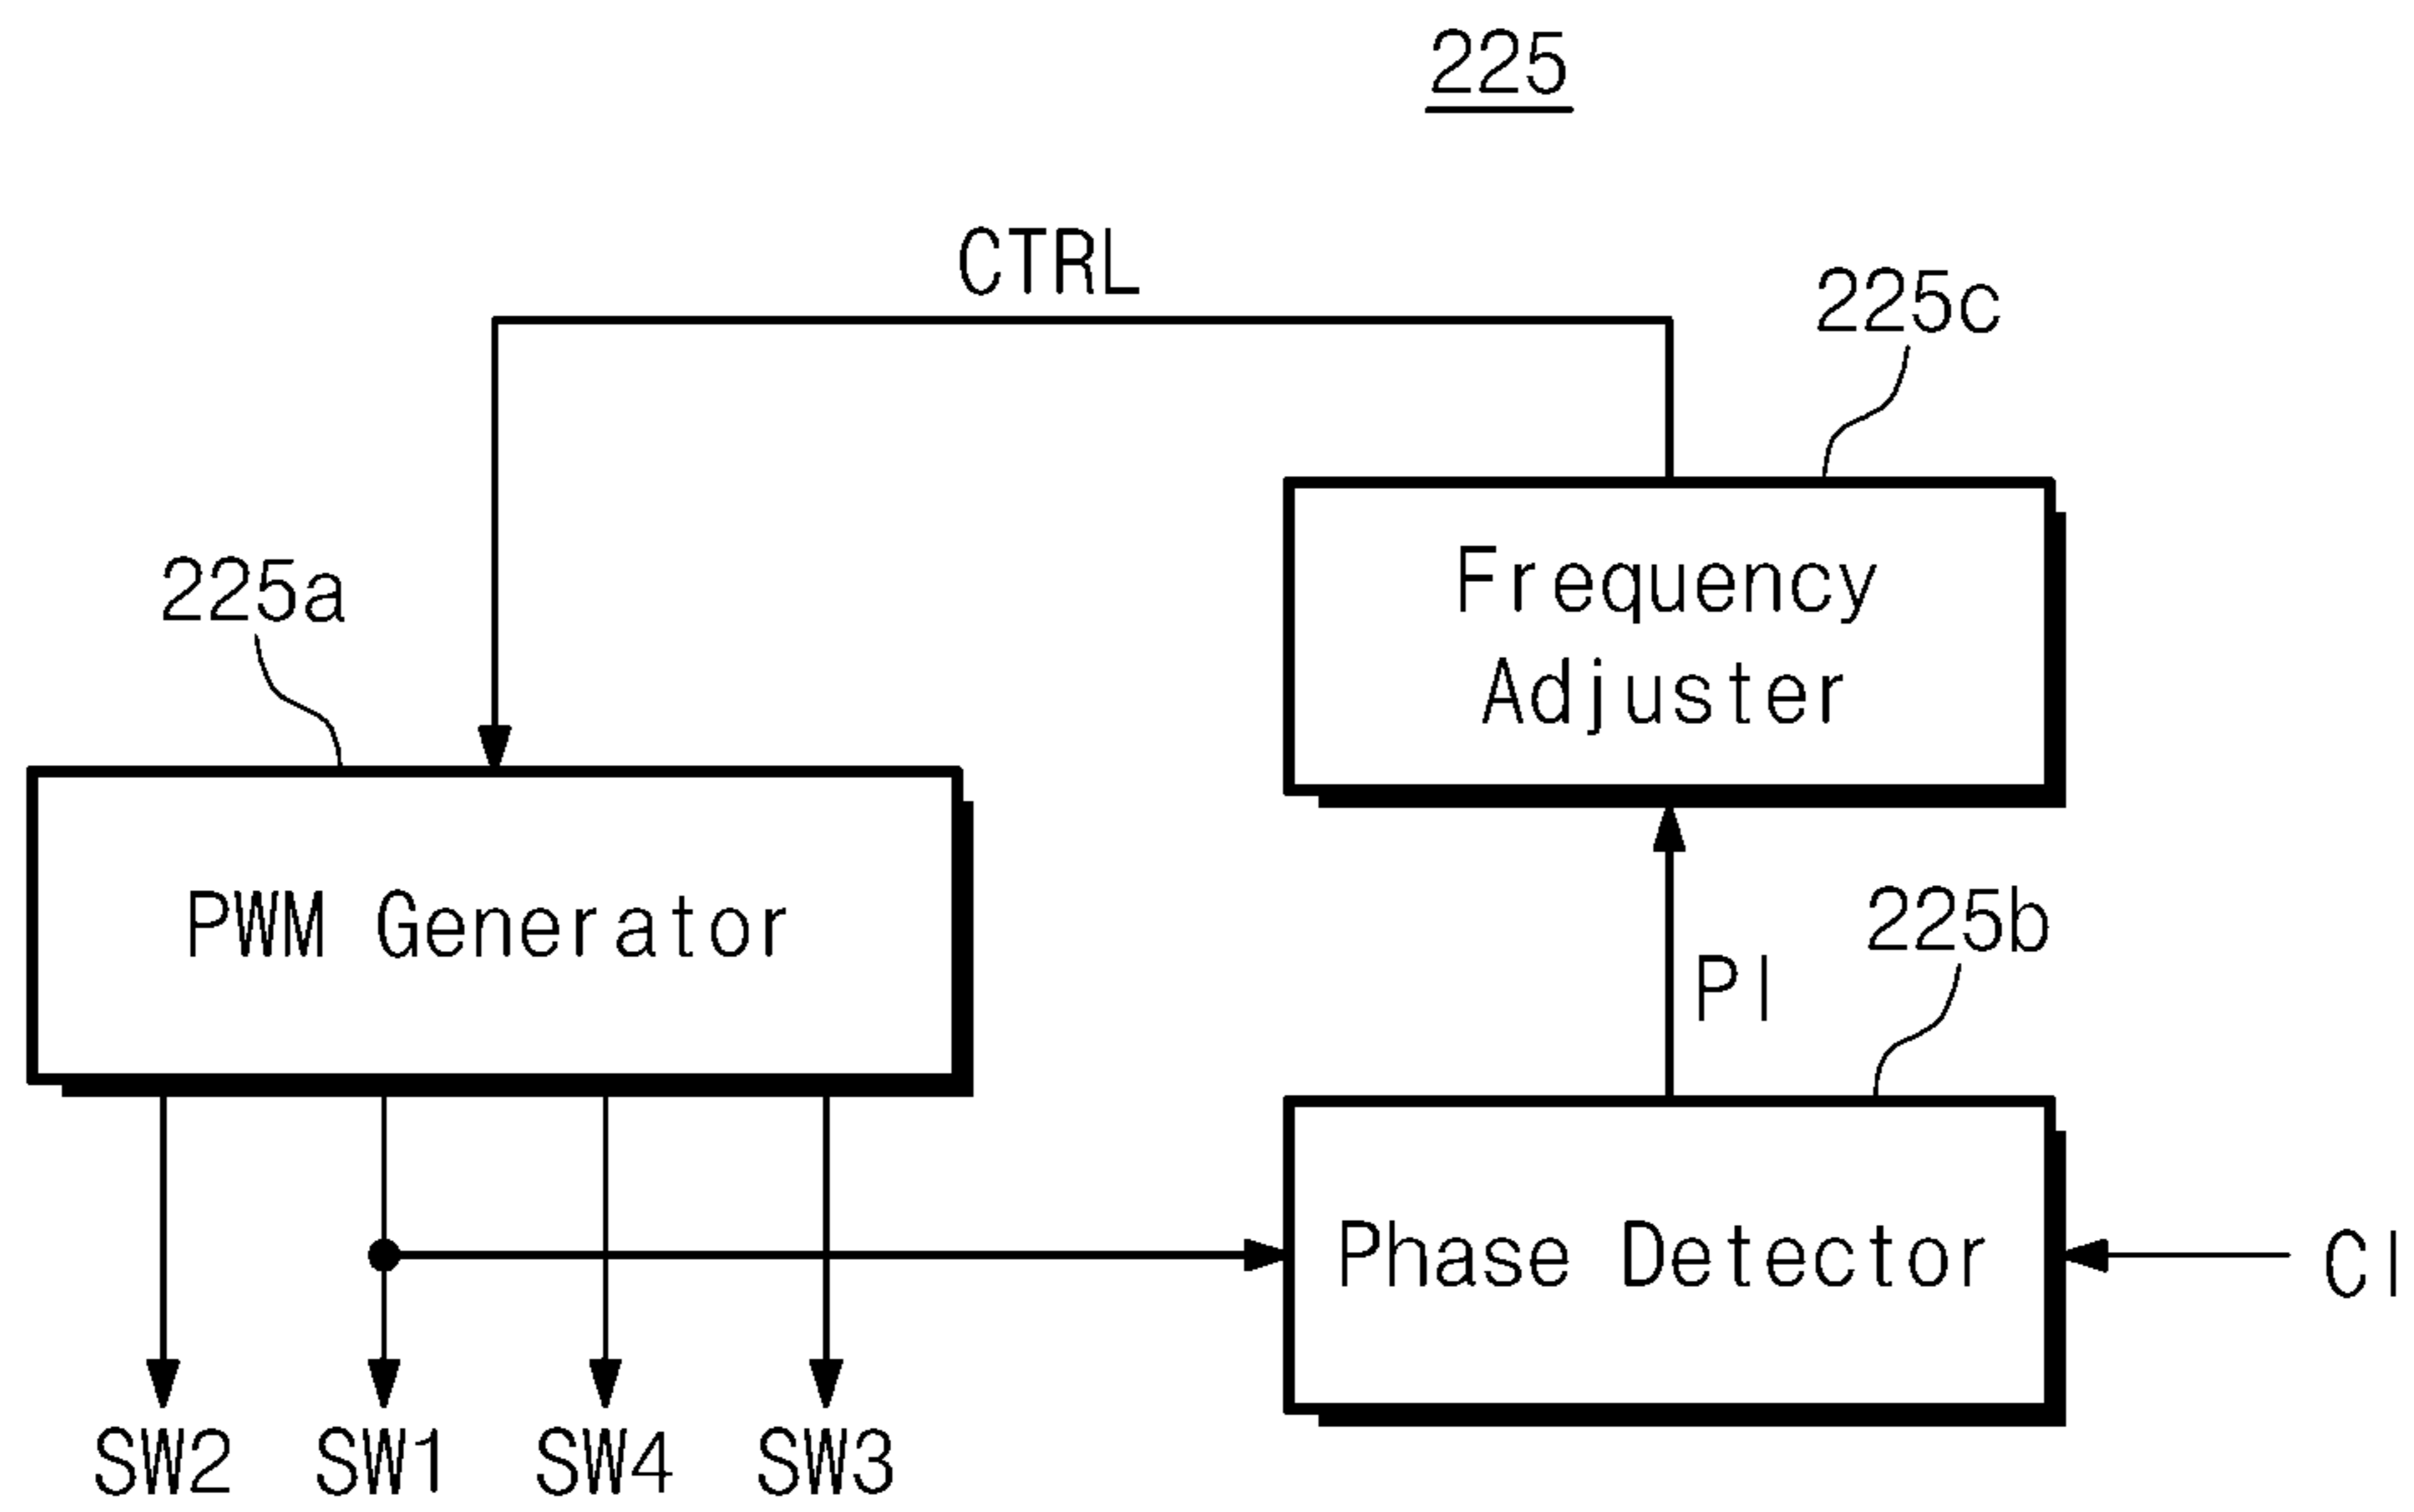 225
CTRL
225c
Frequency
Adjuster
225a
PWM Generator
225b
PI
Phase Detector
CI
SW2 SW1 SW4 SW3